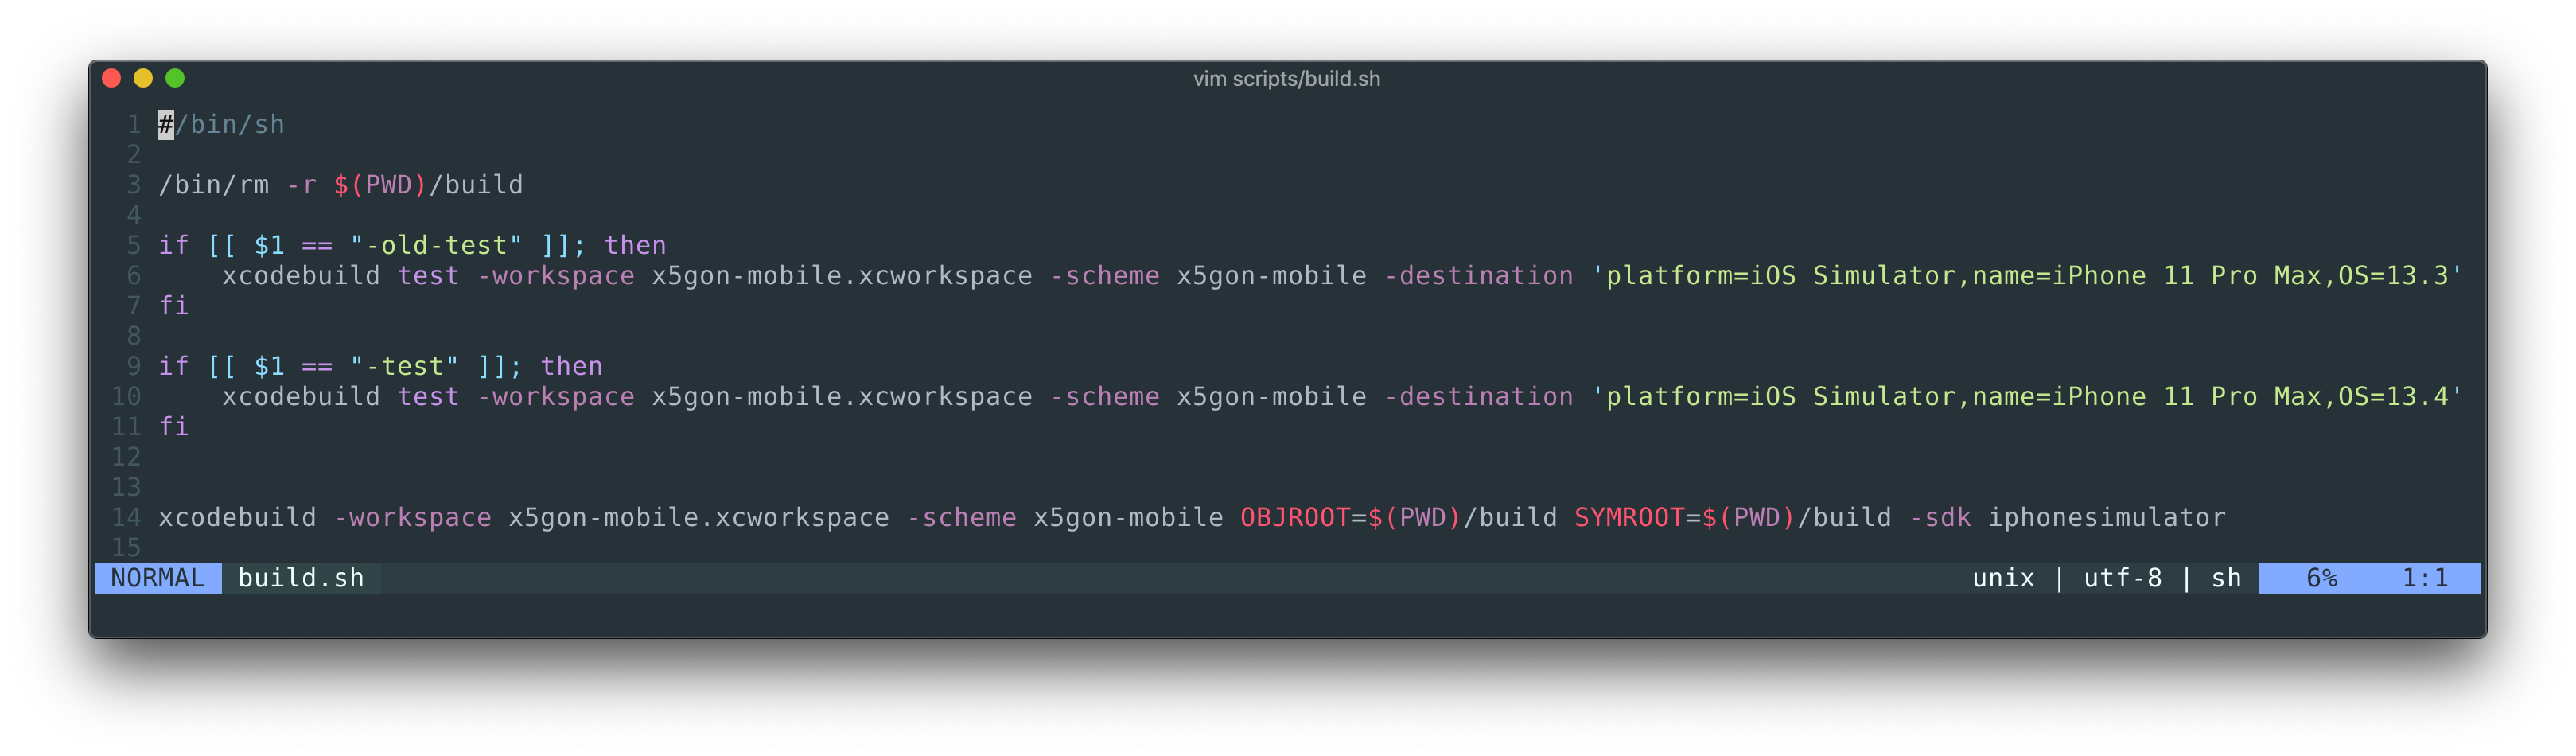 vim scripts/build.sh
1 #/bin/sh
2
3 /bin/rm -r $(PWD)/build
4
5 if [[ $1 == "-old-test" ]]; then
6     xcodebuild test -workspace x5gon-mobile.xcworkspace -scheme x5gon-mobile -destination 'platform=iOS Simulator,name=iPhone 11 Pro Max,OS=13.3'
7 fi
8
9 if [[ $1 == "-test" ]]; then
10     xcodebuild test -workspace x5gon-mobile.xcworkspace -scheme x5gon-mobile -destination 'platform=iOS Simulator,name=iPhone 11 Pro Max,OS=13.4'
11 fi
12
13
14 xcodebuild -workspace x5gon-mobile.xcworkspace -scheme x5gon-mobile OBJROOT=$(PWD)/build SYMROOT=$(PWD)/build -sdk iphonesimulator
15
NORMAL build.sh unix | utf-8 | sh 6% 1:1